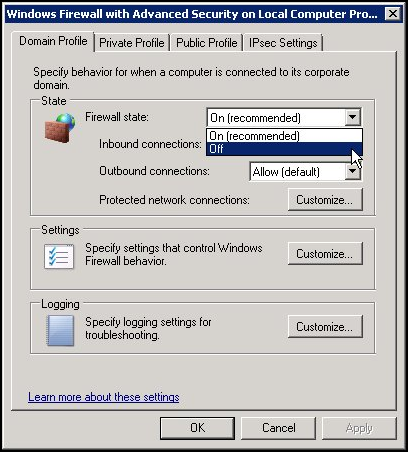 Windows Firewall with Advanced Security on Local Computer Pro...
Domain Profile Private Profile Public Profile IPsec Settings
Specify behavior for when a computer is connected to its corporate
domain.
State
Firewall state: On (recommended)
On (recommended)
Inbound connections: Off
Outbound connections: Allow (default)
Protected network connections: Customize...
Settings
Specify settings that control Windows
Firewall behavior.
Customize...
Logging
Specify logging settings for
troubleshooting.
Customize...
Learn more about these settings
OK Cancel Apply